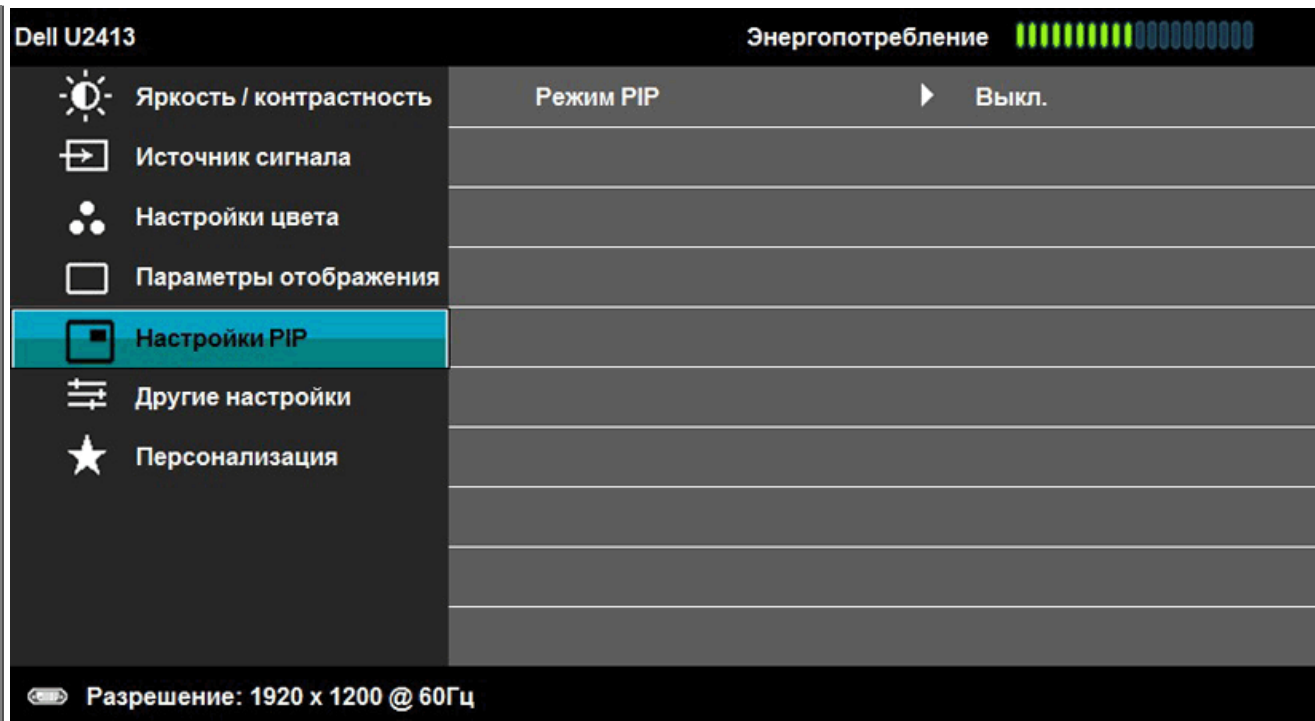 Dell U2413 Энергопотребление
Яркость / контрастность Режим PIP Выкл.
Источник сигнала
Настройки цвета
Параметры отображения
Настройки PIP
Другие настройки
Персонализация
Разрешение: 1920 x 1200 @ 60Гц